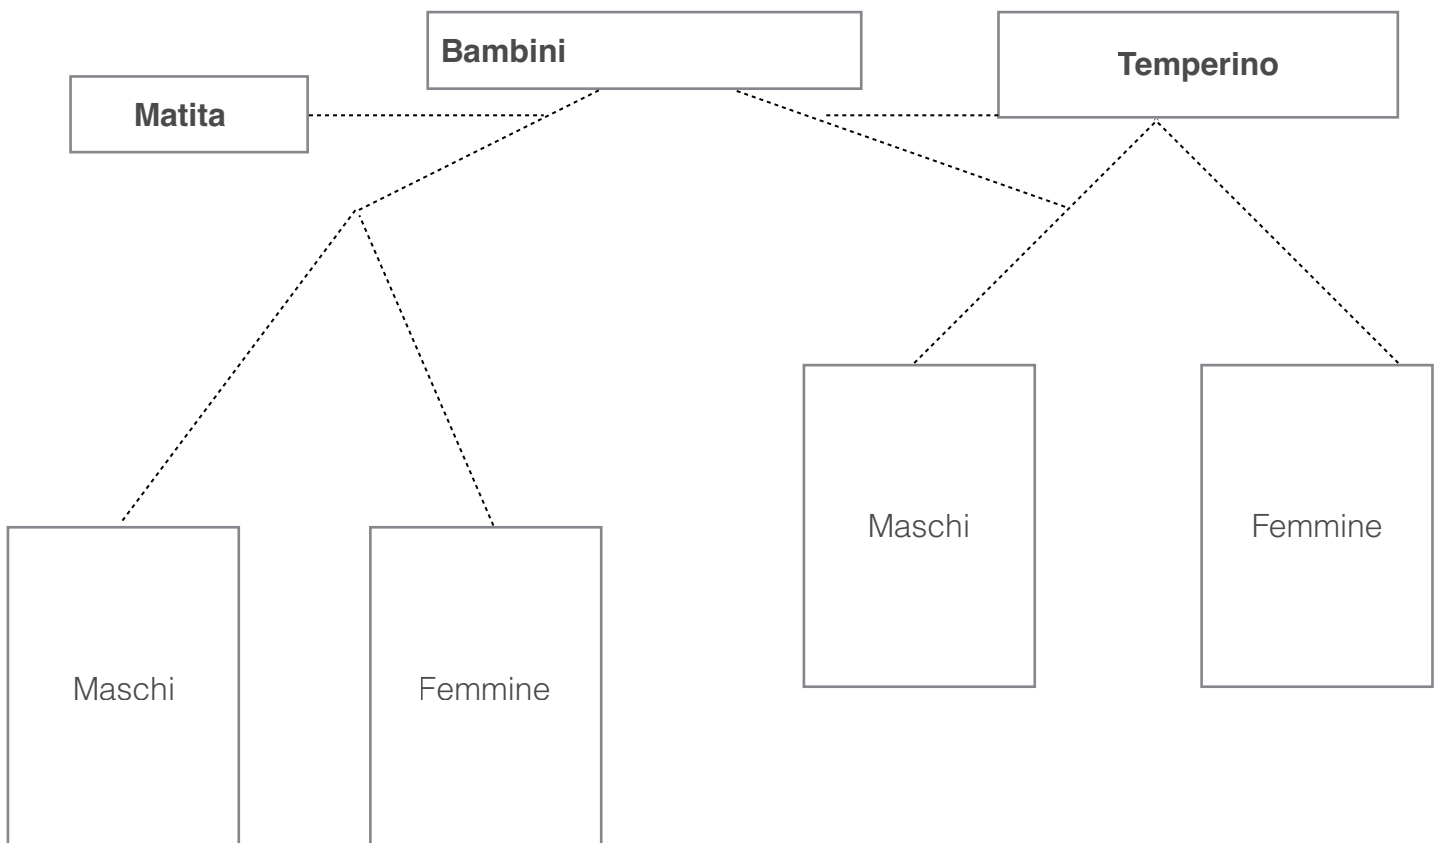 Bambini
Temperino
Matita
Maschi
Femmine
Maschi
Femmine